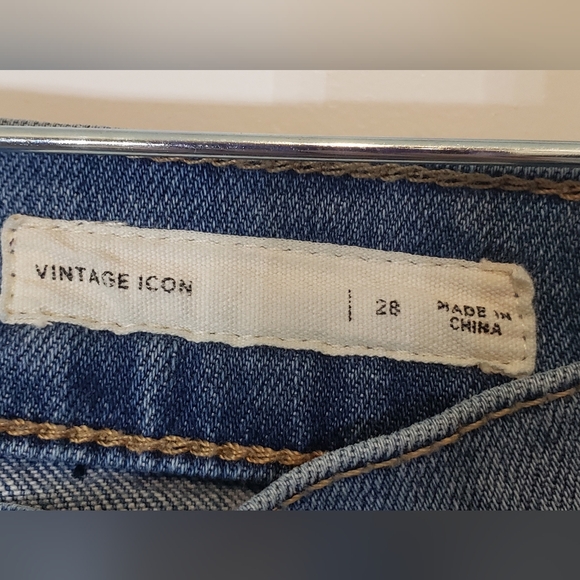 VINTAGE ICON
| 28
MADE IN
CHINA